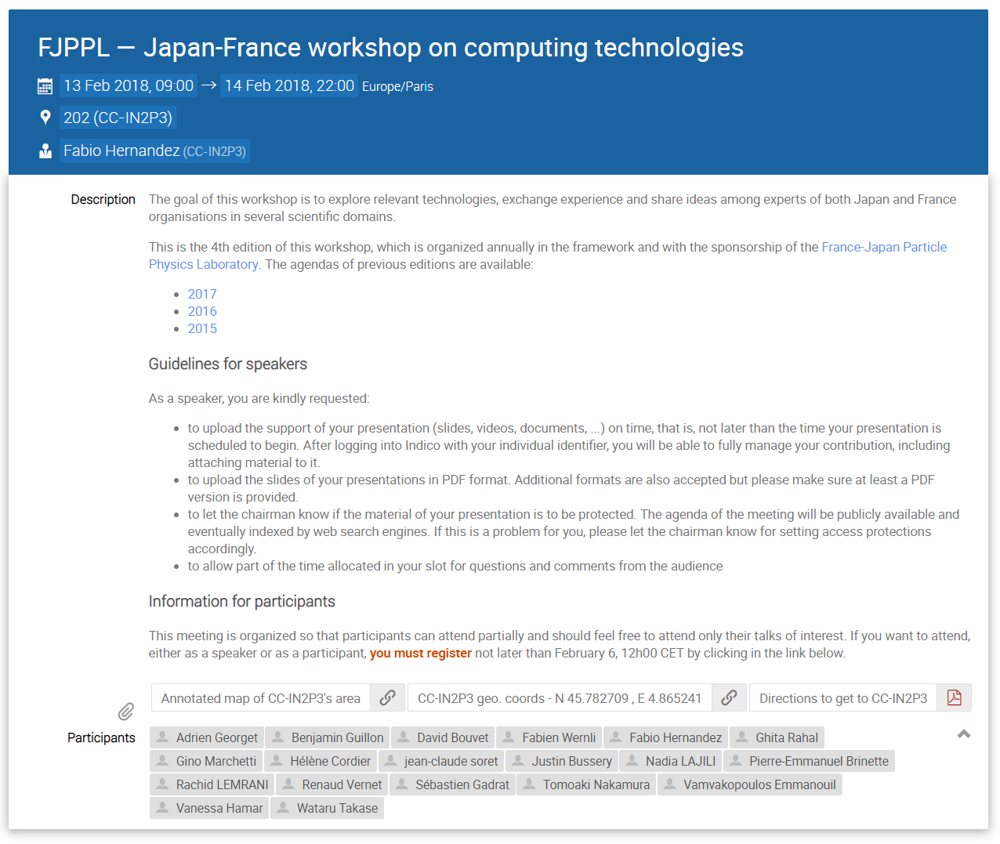 FJPPL — Japan-France workshop on computing technologies
13 Feb 2018, 09:00 → 14 Feb 2018, 22:00 Europe/Paris
202 (CC-IN2P3)
Fabio Hernandez (CC-IN2P3)
Description
The goal of this workshop is to explore relevant technologies, exchange experience and share ideas among experts of both Japan and France
organisations in several scientific domains.
This is the 4th edition of this workshop, which is organized annually in the framework and with the sponsorship of the France-Japan Particle
Physics Laboratory. The agendas of previous editions are available:
• 2017
• 2016
• 2015
Guidelines for speakers
As a speaker, you are kindly requested:
• to upload the support of your presentation (slides, videos, documents, ...) on time, that is, not later than the time your presentation is
scheduled to begin. After logging into Indico with your individual identifier, you will be able to fully manage your contribution, including
attaching material to it.
• to upload the slides of your presentations in PDF format. Additional formats are also accepted but please make sure at least a PDF
version is provided.
• to let the chairman know if the material of your presentation is to be protected. The agenda of the meeting will be publicly available and
eventually indexed by web search engines. If this is a problem for you, please let the chairman know for setting access protections
accordingly.
• to allow part of the time allocated in your slot for questions and comments from the audience
Information for participants
This meeting is organized so that participants can attend partially and should feel free to attend only their talks of interest. If you want to attend,
either as a speaker or as a participant, you must register not later than February 6, 12h00 CET by clicking in the link below.
Annotated map of CC-IN2P3's area CC-IN2P3 geo. coords - N 45.782709 , E 4.865241 Directions to get to CC-IN2P3
Participants
Adrien Georget Benjamin Guillon David Bouvet Fabien Wernli Fabio Hernandez Ghita Rahal
Gino Marchetti Hélène Cordier jean-claude soret Justin Bussery Nadia LAJILI Pierre-Emmanuel Brinette
Rachid LEMRANI Renaud Vernet Sébastien Gadrat Tomoaki Nakamura Vamvakopoulos Emmanouil
Vanessa Hamar Wataru Takase